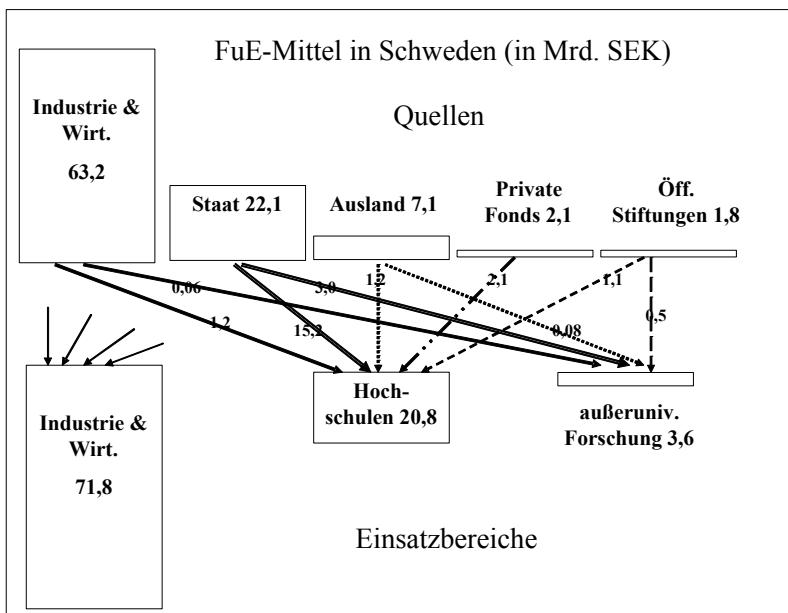 FuE-Mittel in Schweden (in Mrd. SEK)
Quellen
Industrie &
Wirt.
63,2
Staat 22,1
Ausland 7,1
Private
Fonds 2,1
Öff.
Stiftungen 1,8
0,06
3,0
1,2
2,1
1,1
1,2
15,2
0,08
0,5
Industrie &
Wirt.
71,8
Hoch-
schulen 20,8
außeruniv.
Forschung 3,6
Einsatzbereiche